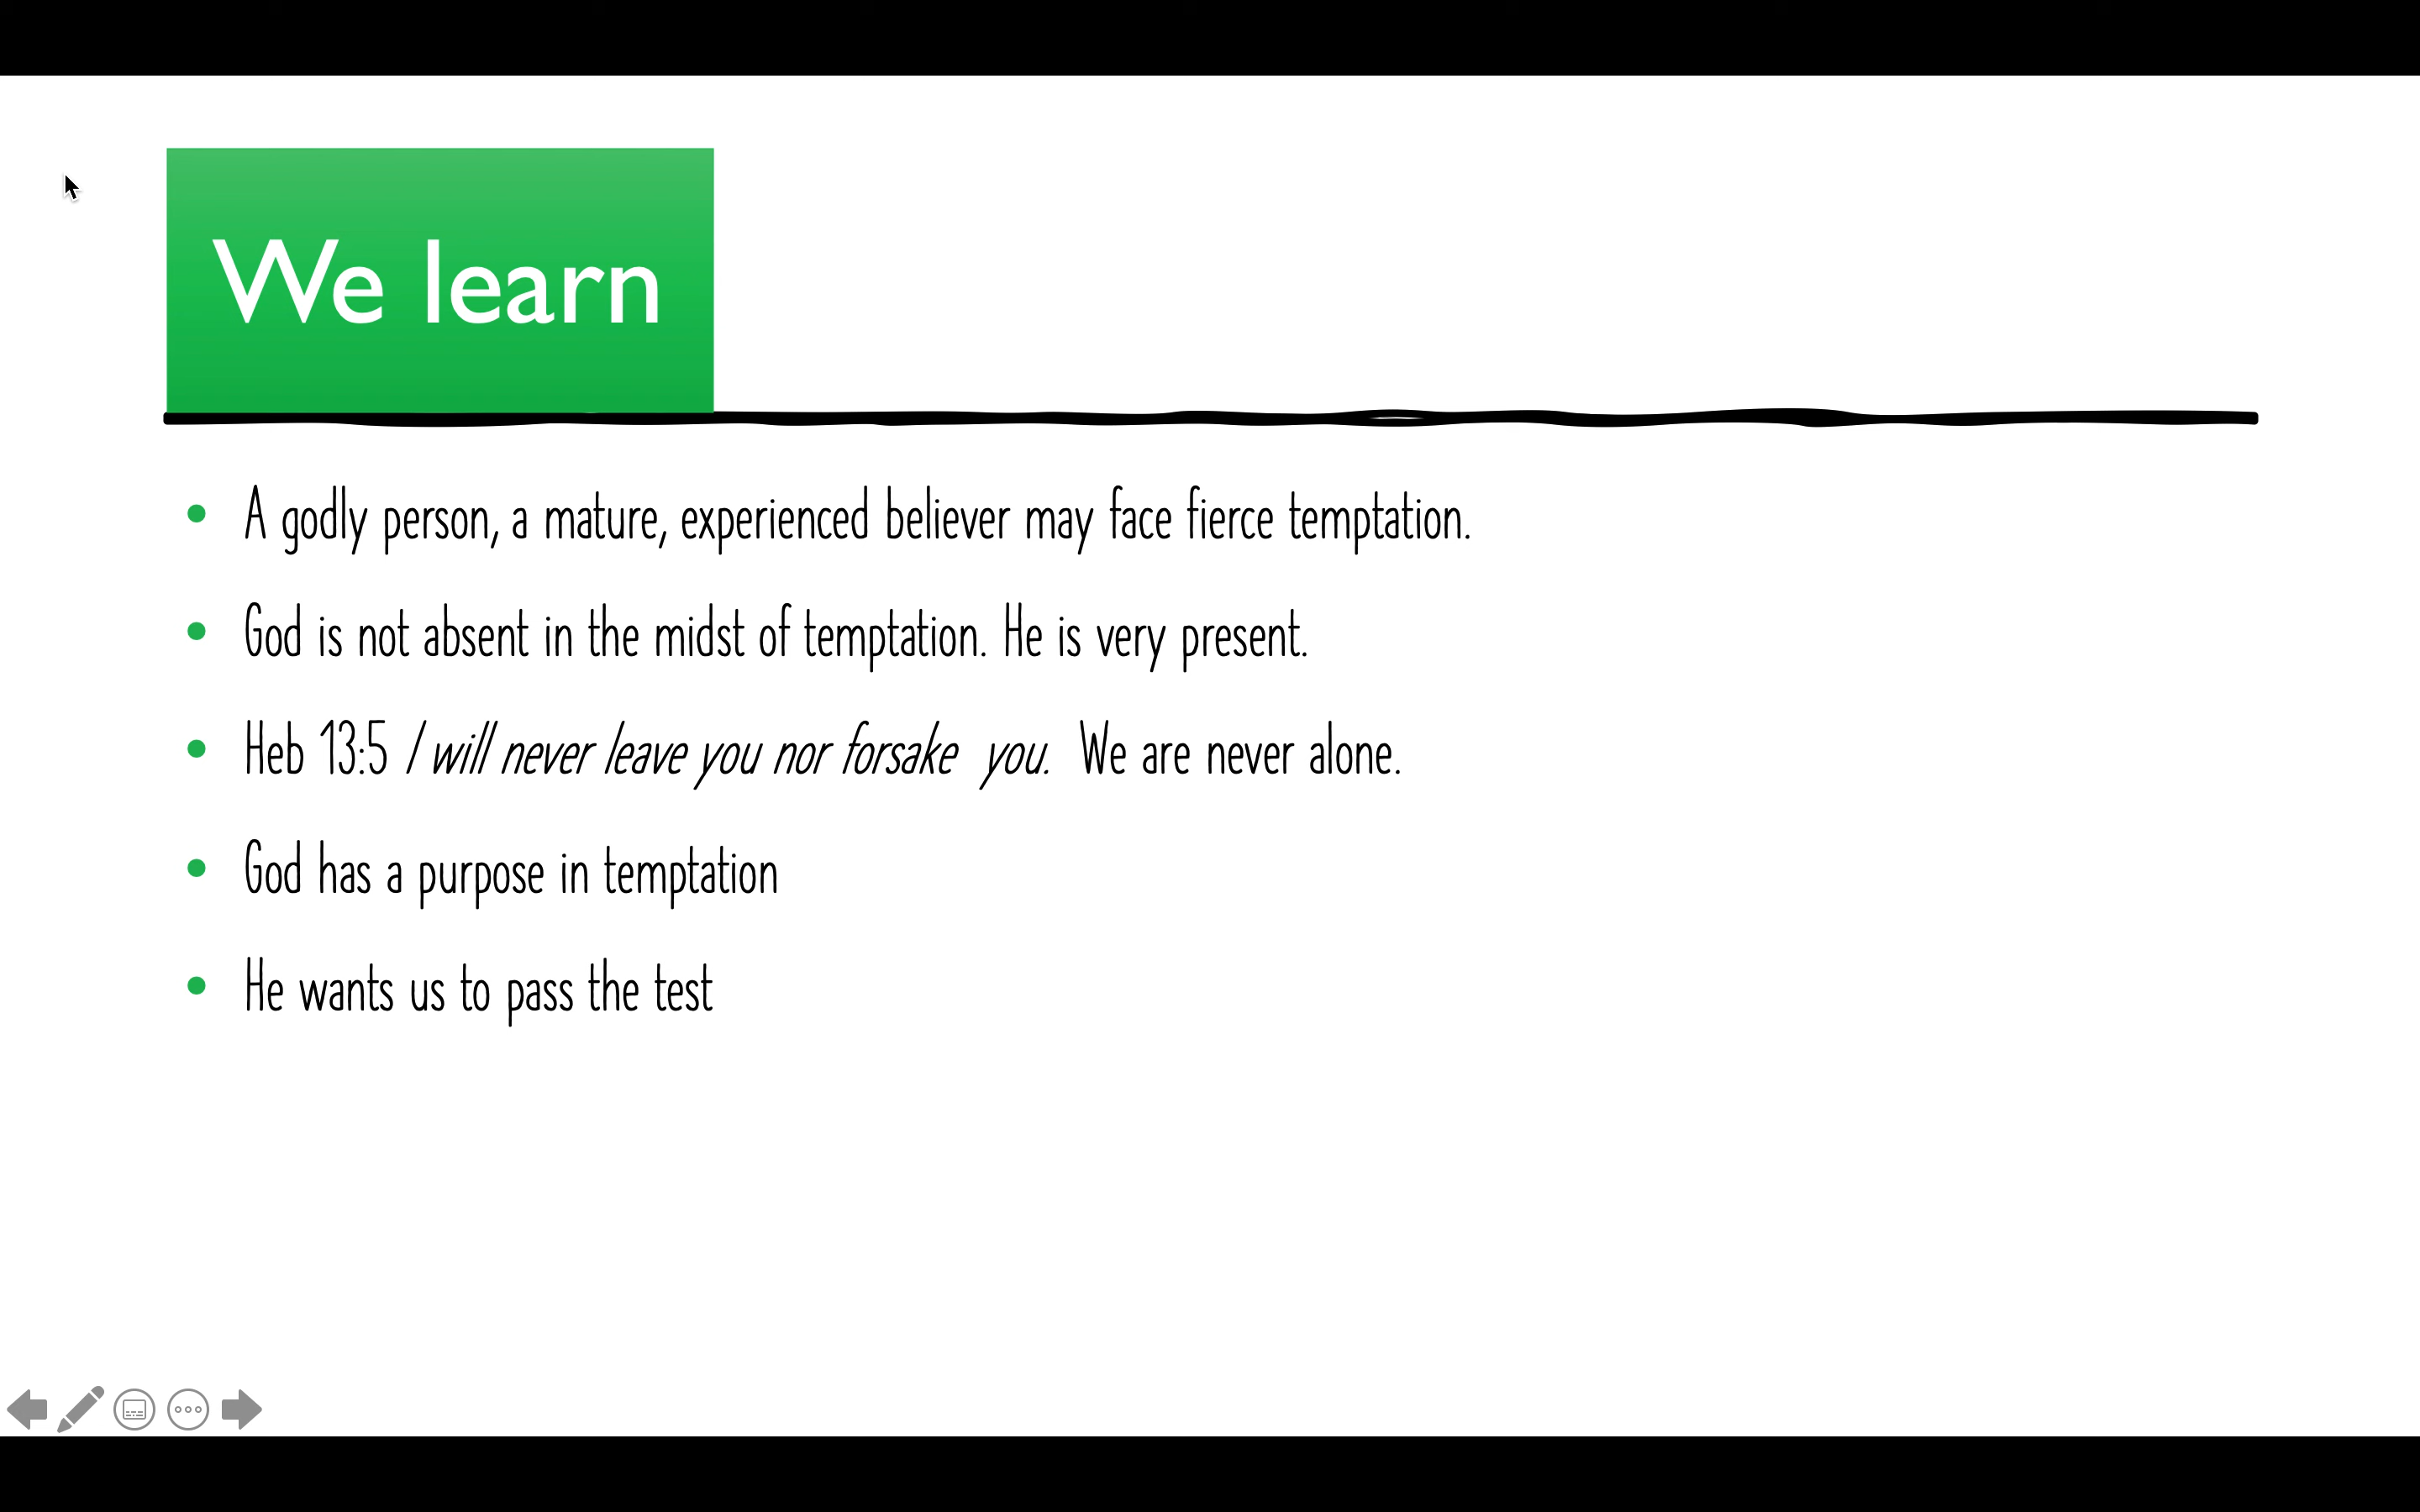 We learn
• A godly person, a mature, experienced believer may face fierce temptation.
• God is not absent in the midst of temptation. He is very present.
• Heb 13:5 I will never leave you nor forsake you. We are never alone.
• God has a purpose in temptation
• He wants us to pass the test